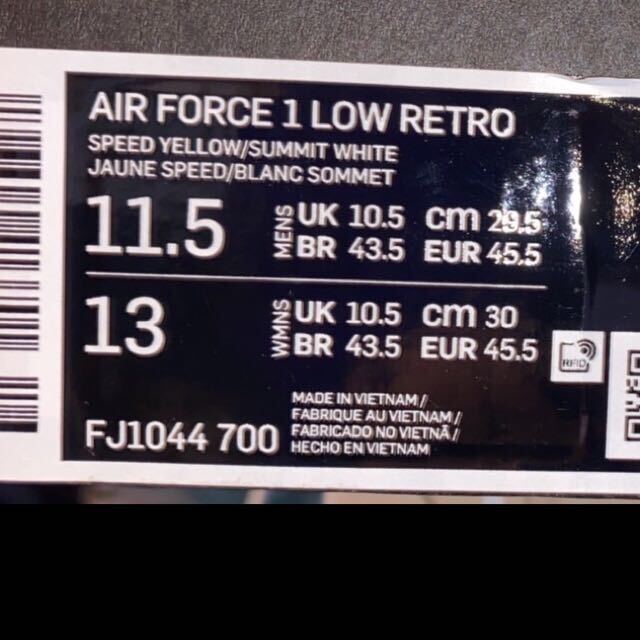 AIR FORCE 1 LOW RETRO
SPEED YELLOW/SUMMIT WHITE
JAUNE SPEED/BLANC SOMMET
11.5 MENS UK 10.5 cm 29.5
BR 43.5 EUR 45.5
13 WMNS UK 10.5 cm 30
BR 43.5 EUR 45.5
RFID
FJ1044 700
MADE IN VIETNAM /
FABRIQUE AU VIETNAM /
FABRICADO NO VIETNÃ /
HECHO EN VIETNAM